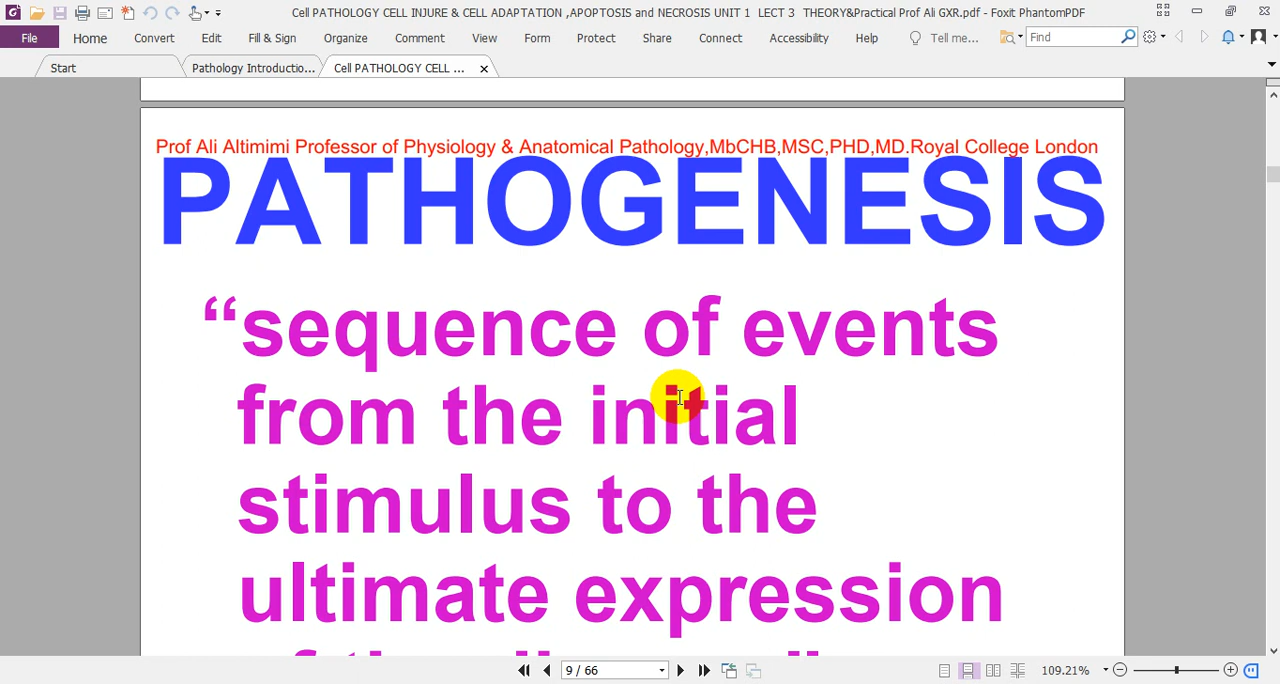 Cell PATHOLOGY CELL INJURE & CELL ADAPTATION ,APOPTOSIS and NECROSIS UNIT 1 LECT 3 THEORY&Practical Prof Ali GXR.pdf - Foxit PhantomPDF
File Home Convert Edit Fill & Sign Organize Comment View Form Protect Share Connect Accessibility Help Tell me... Find
Start Pathology Introductio... Cell PATHOLOGY CELL ...
Prof Ali Altimimi Professor of Physiology & Anatomical Pathology,MbCHB,MSC,PHD,MD.Royal College London
PATHOGENESIS
“sequence of events
from the initial
stimulus to the
ultimate expression
9 / 66 109.21%